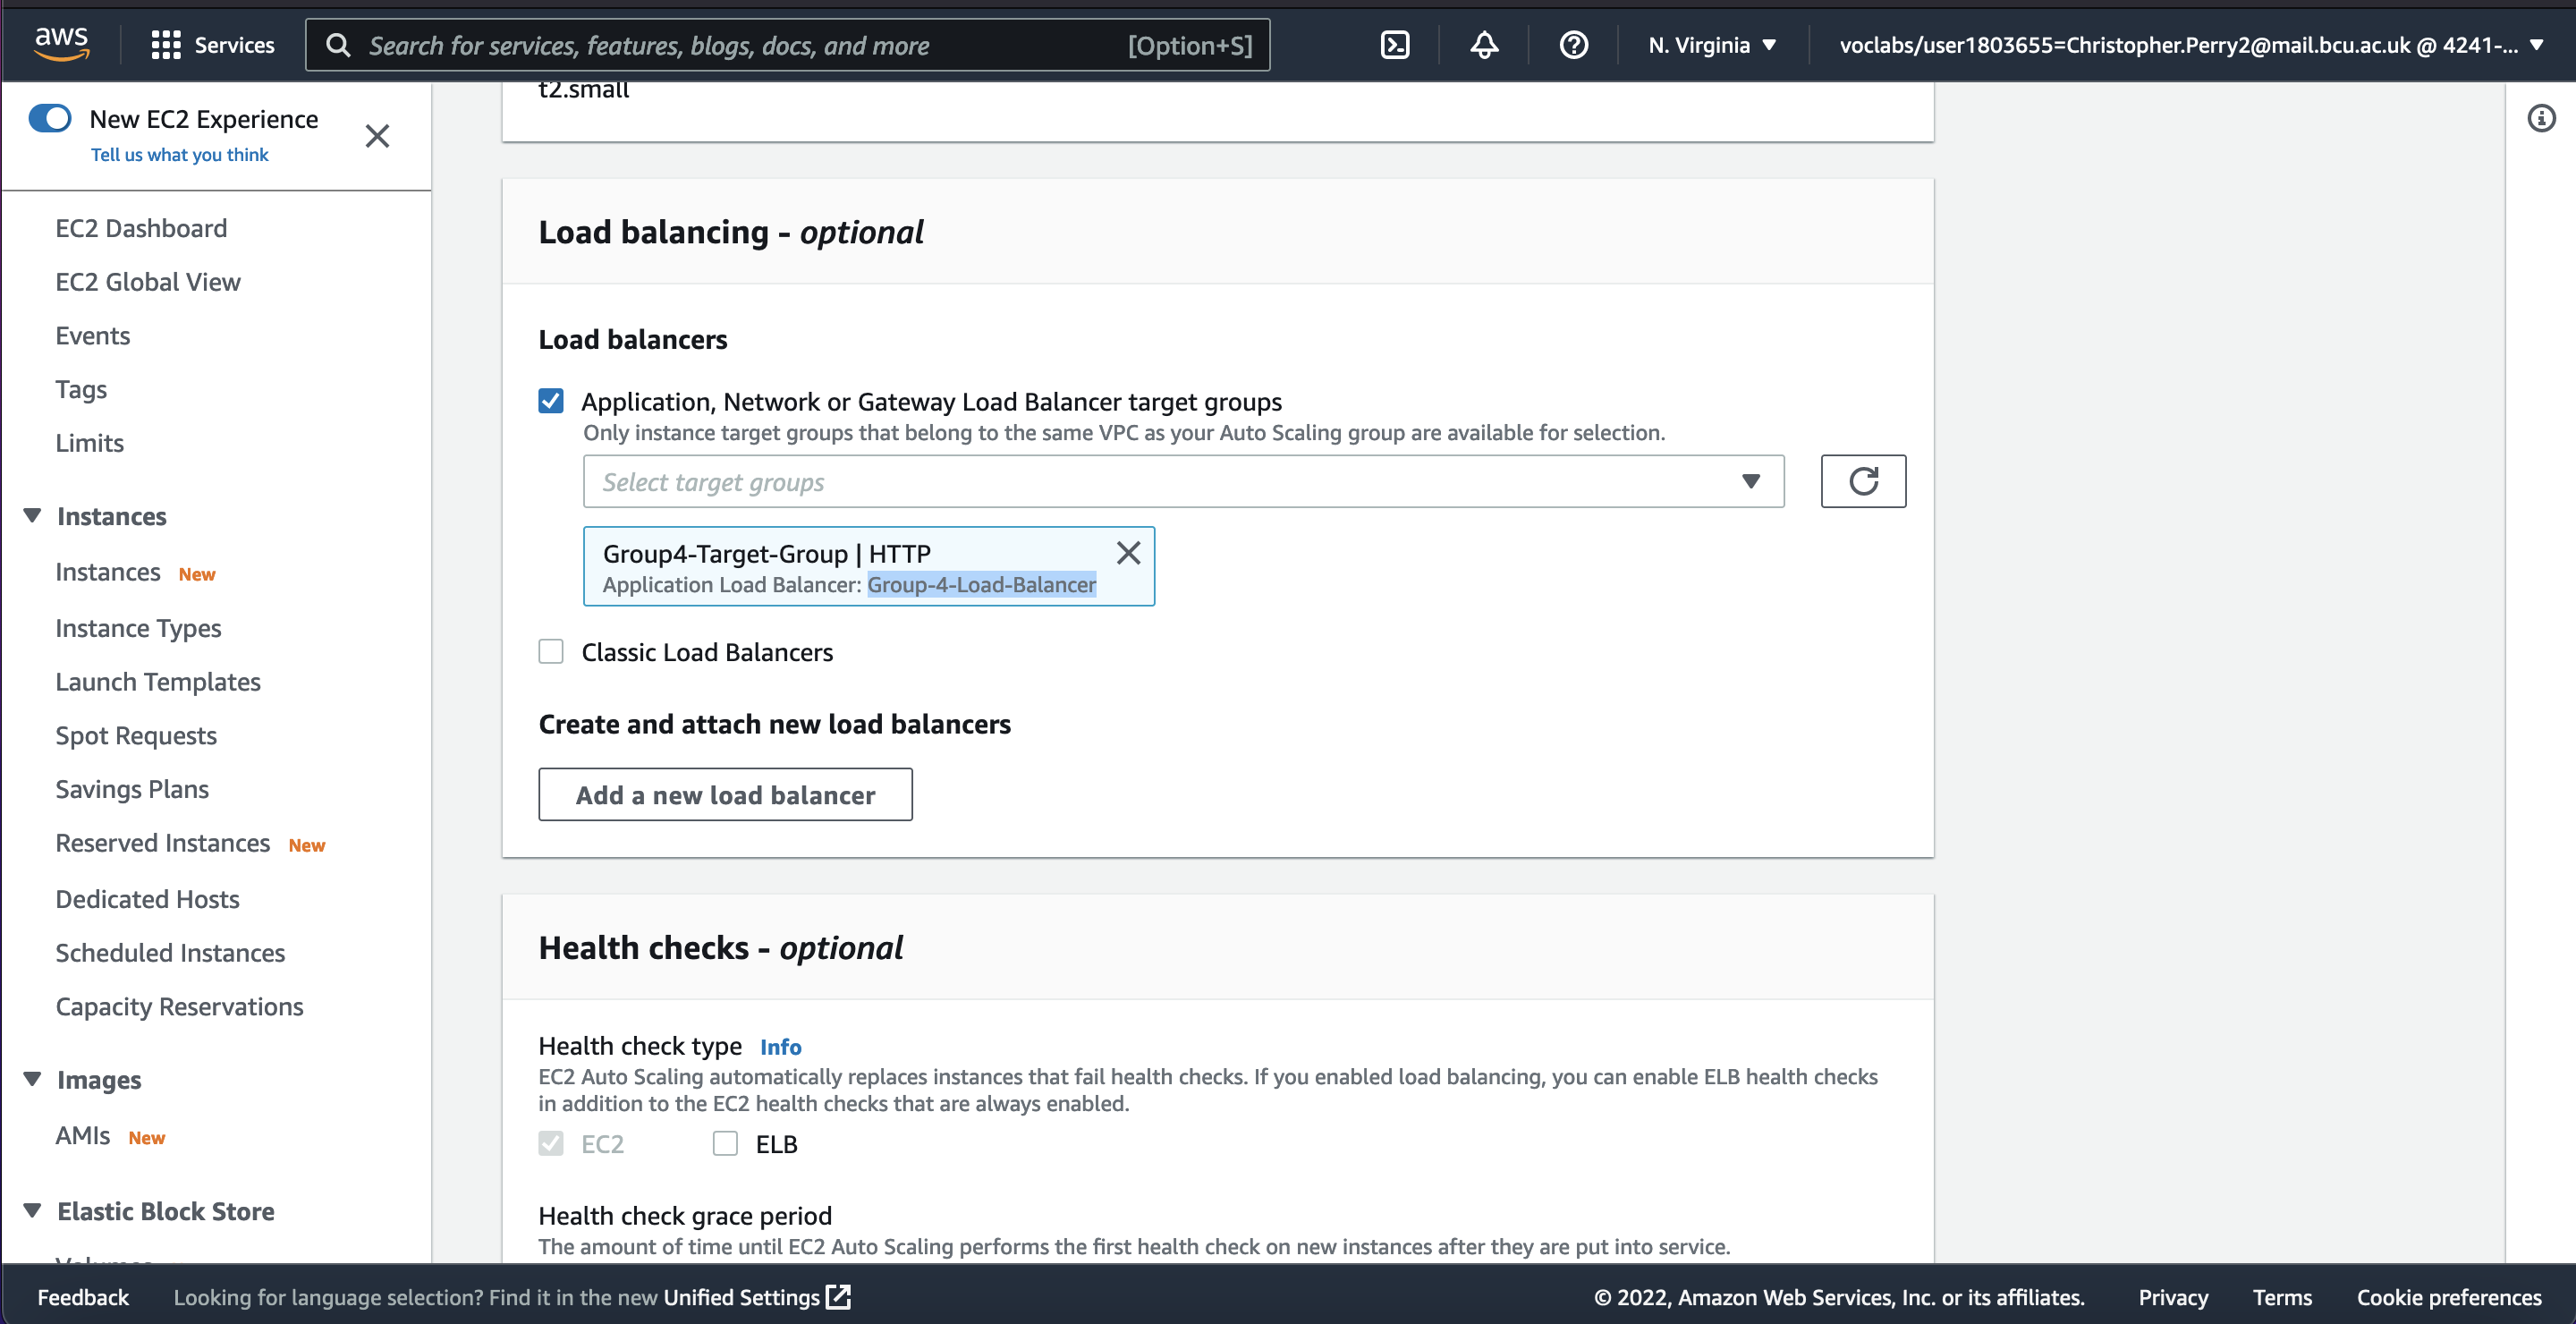 aws
Services
Search for services, features, blogs, docs, and more
[Option+S]
N. Virginia
voclabs/user1803655=Christopher.Perry2@mail.bcu.ac.uk @ 4241-...
New EC2 Experience
Tell us what you think
EC2 Dashboard
EC2 Global View
Events
Tags
Limits
Instances
Instances New
Instance Types
Launch Templates
Spot Requests
Savings Plans
Reserved Instances New
Dedicated Hosts
Scheduled Instances
Capacity Reservations
Images
AMIs New
Elastic Block Store
t2.small
Load balancing - optional
Load balancers
Application, Network or Gateway Load Balancer target groups
Only instance target groups that belong to the same VPC as your Auto Scaling group are available for selection.
Select target groups
Group4-Target-Group | HTTP
Application Load Balancer: Group-4-Load-Balancer
Classic Load Balancers
Create and attach new load balancers
Add a new load balancer
Health checks - optional
Health check type Info
EC2 Auto Scaling automatically replaces instances that fail health checks. If you enabled load balancing, you can enable ELB health checks
in addition to the EC2 health checks that are always enabled.
EC2
ELB
Health check grace period
The amount of time until EC2 Auto Scaling performs the first health check on new instances after they are put into service.
Feedback
Looking for language selection? Find it in the new Unified Settings
© 2022, Amazon Web Services, Inc. or its affiliates.
Privacy
Terms
Cookie preferences